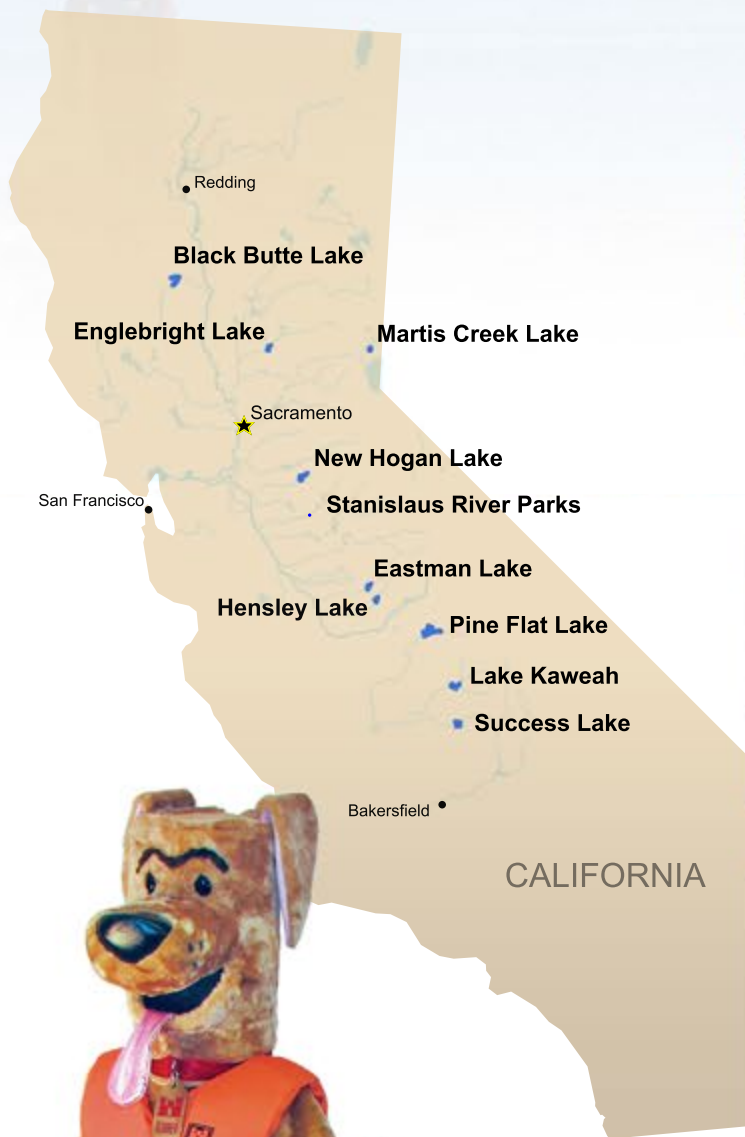 Redding
Black Butte Lake
Englebright Lake
Martis Creek Lake
Sacramento
New Hogan Lake
San Francisco
Stanislaus River Parks
Eastman Lake
Hensley Lake
Pine Flat Lake
Lake Kaweah
Success Lake
Bakersfield
CALIFORNIA